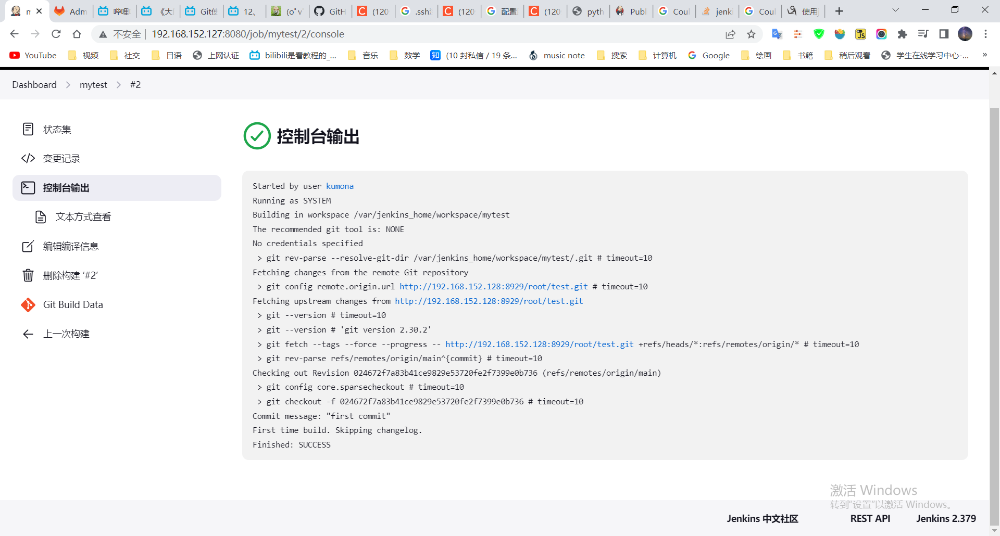 Adm
哔哩
《大
Git使
12、
(oﾟv
GitH
(120
.ssh
(120
配置
(120
pyth
Publ
Coul
jenki
Coul
使用
不安全
192.168.152.127:8080/job/mytest/2/console
YouTube
视频
社交
日语
上网认证
bilibili是看教程的_...
音乐
数学
(10 封私信 / 19 条...
music note
搜索
计算机
Google
绘画
书籍
稍后观看
学生在线学习中心-...
»
Dashboard
mytest
#2
状态集
变更记录
控制台输出
文本方式查看
编辑编译信息
删除构建 ‘#2’
Git Build Data
上一次构建
控制台输出
Started by user kumona
Running as SYSTEM
Building in workspace /var/jenkins_home/workspace/mytest
The recommended git tool is: NONE
No credentials specified
> git rev-parse --resolve-git-dir /var/jenkins_home/workspace/mytest/.git # timeout=10
Fetching changes from the remote Git repository
> git config remote.origin.url http://192.168.152.128:8929/root/test.git # timeout=10
Fetching upstream changes from http://192.168.152.128:8929/root/test.git
> git --version # timeout=10
> git --version # 'git version 2.30.2'
> git fetch --tags --force --progress -- http://192.168.152.128:8929/root/test.git +refs/heads/*:refs/remotes/origin/* # timeout=10
> git rev-parse refs/remotes/origin/main^{commit} # timeout=10
Checking out Revision 024672f7a83b41ce9829e53720fe2f7399e0b736 (refs/remotes/origin/main)
> git config core.sparsecheckout # timeout=10
> git checkout -f 024672f7a83b41ce9829e53720fe2f7399e0b736 # timeout=10
Commit message: "first commit"
First time build. Skipping changelog.
Finished: SUCCESS
激活 Windows
转到“设置”以激活 Windows。
Jenkins 中文社区
REST API
Jenkins 2.379